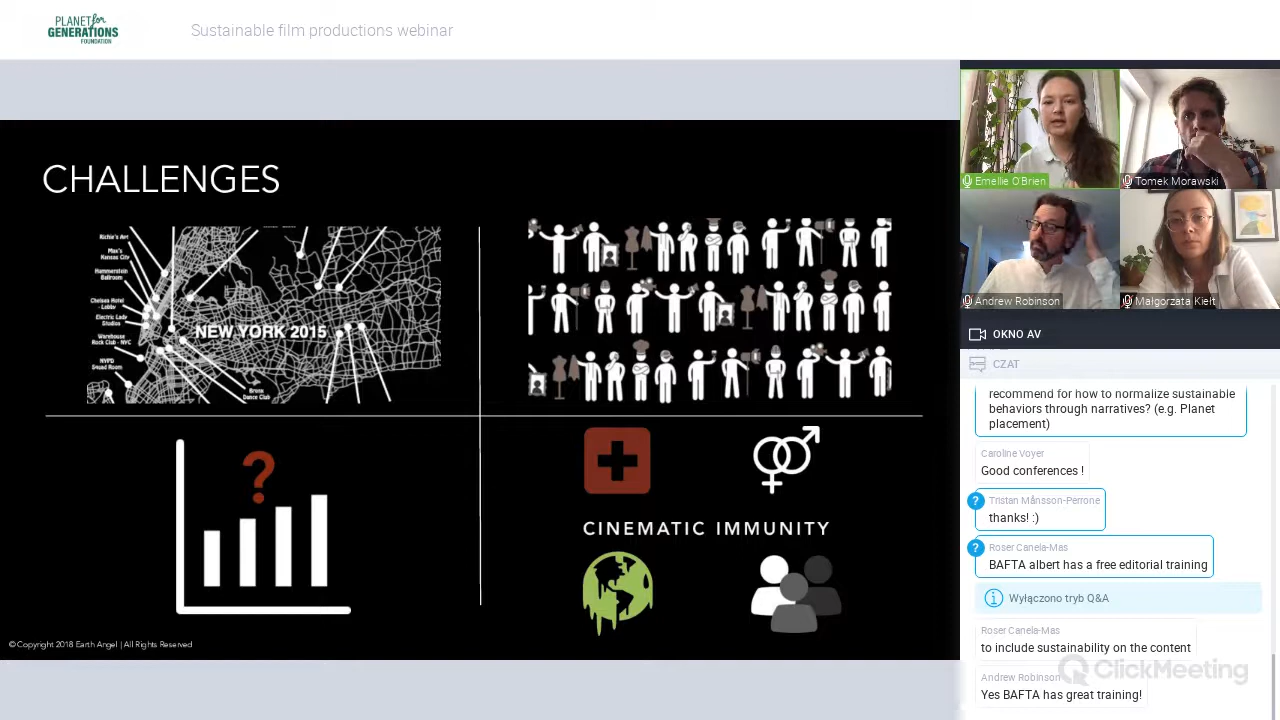 PLANET for
GENERATIONS
FOUNDATION
Sustainable film productions webinar
CHALLENGES
Richie's Art
Max's
Kansas City
Hammerstein
Ballroom
Chelsea Hotel
- Lobby
Electric Lady
Studios
Warehouse
Rock Club - NYC
NYPD
Squad Room
NEW YORK 2015
Bronx
Dance Club
?
CINEMATIC IMMUNITY
© Copyright 2018 Earth Angel | All Rights Reserved
Emellie O'Brien
Tomek Morawski
Andrew Robinson
Małgorzata Kielt
OKNO AV
CZAT
recommend for how to normalize sustainable
behaviors through narratives? (e.g. Planet
placement)
Caroline Voyer
Good conferences !
?
Tristan Månsson-Perrone
thanks! :)
?
Roser Canela-Mas
BAFTA albert has a free editorial training
Wyłączono tryb Q&A
Roser Canela-Mas
to include sustainability on the content
Andrew Robinson
Yes BAFTA has great training!
ClickMeeting